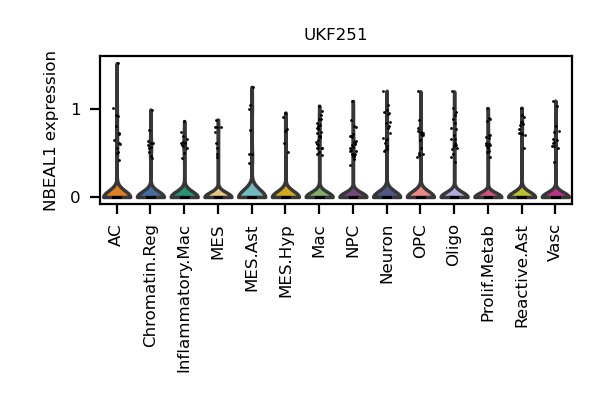 UKF251
NBEAL1 expression
1
0
AC
Chromatin.Reg
Inflammatory.Mac
MES
MES.Ast
MES.Hyp
Mac
NPC
Neuron
OPC
Oligo
Prolif.Metab
Reactive.Ast
Vasc